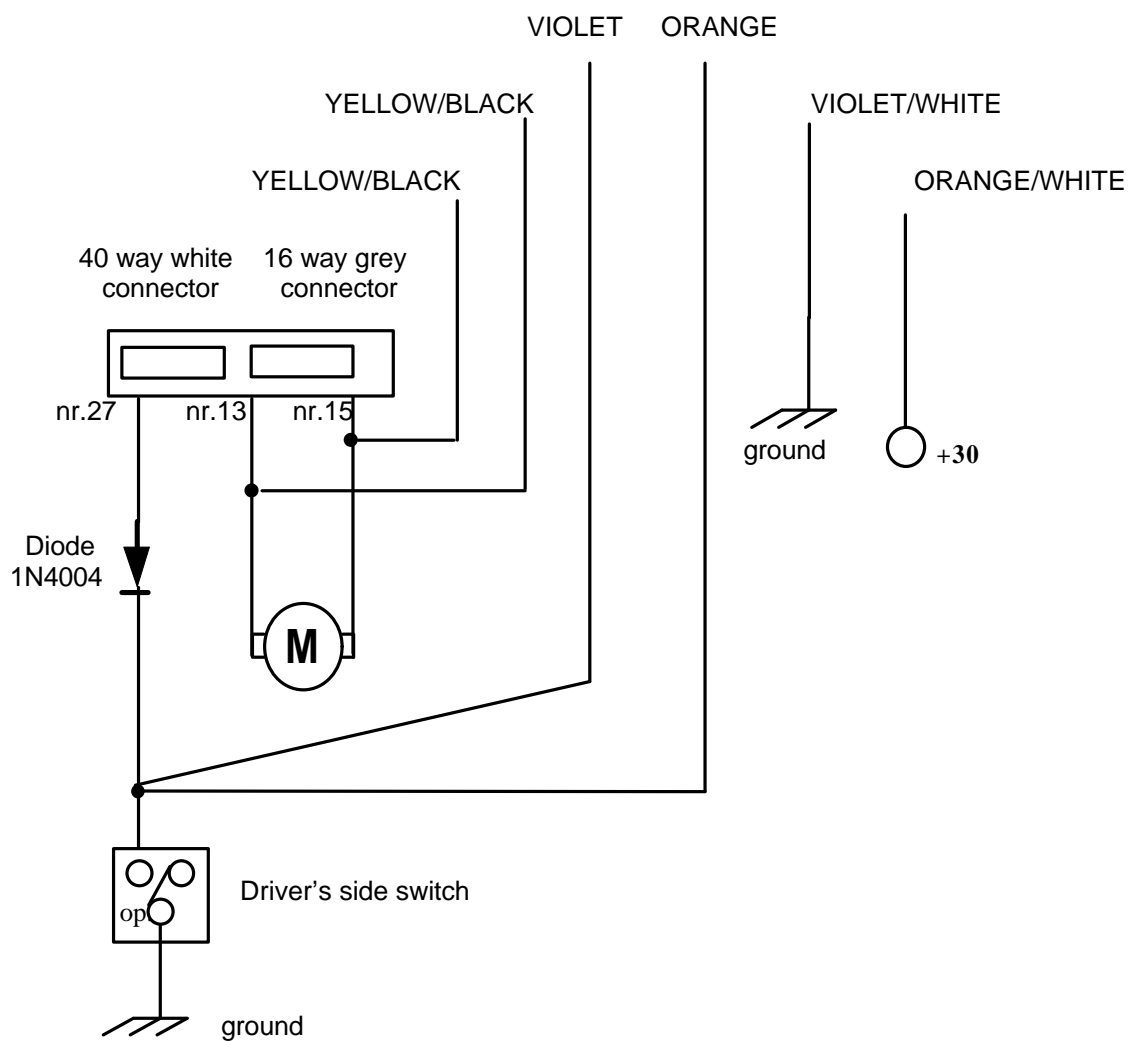 VIOLET ORANGE
YELLOW/BLACK VIOLET/WHITE
YELLOW/BLACK ORANGE/WHITE
40 way white
connector
16 way grey
connector
nr.27 nr.13 nr.15
ground +30
Diode
1N4004
M
Driver's side switch
op.
ground